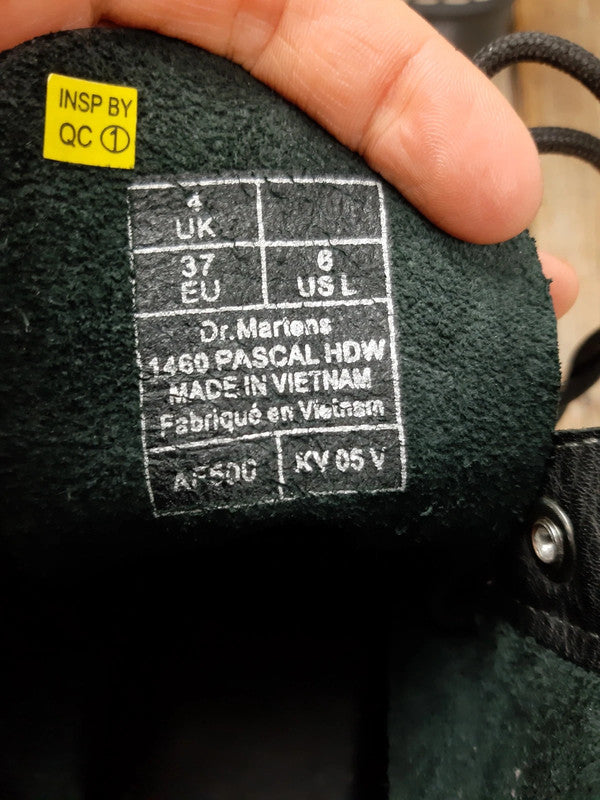 INSP BY
QC 1
4
UK
37
EU
6
US L
Dr.Martens
1460 PASCAL HDW
MADE IN VIETNAM
Fabriqué en Vietnam
KV 05 V